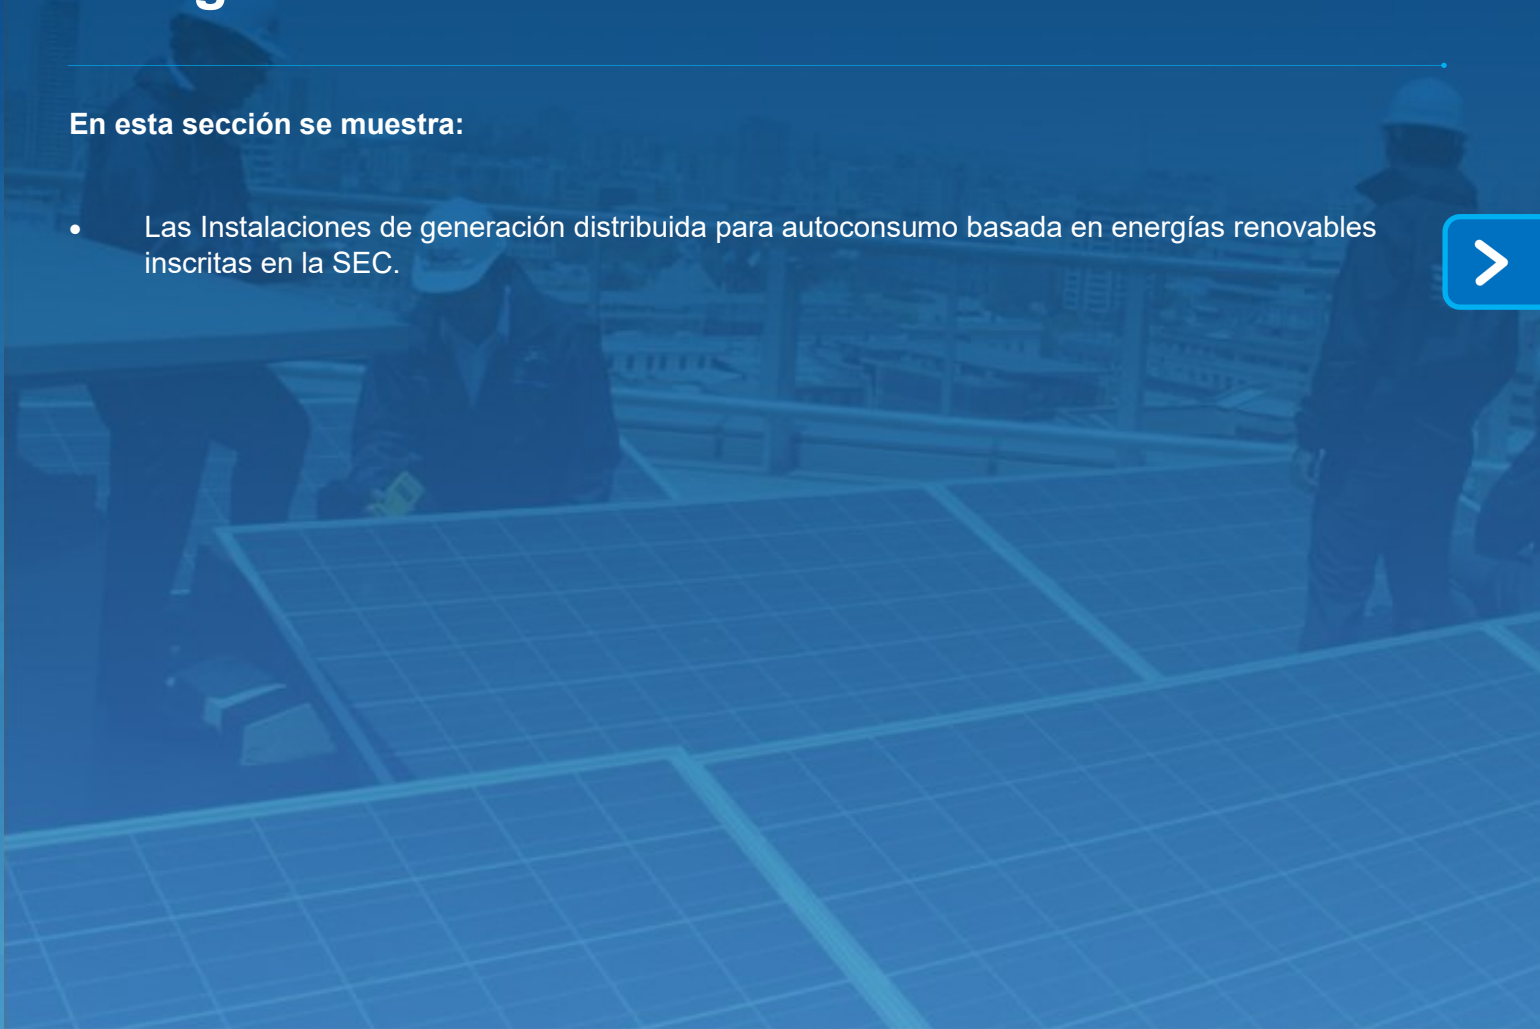 En esta sección se muestra:
• Las Instalaciones de generación distribuida para autoconsumo basada en energías renovables
inscritas en la SEC.